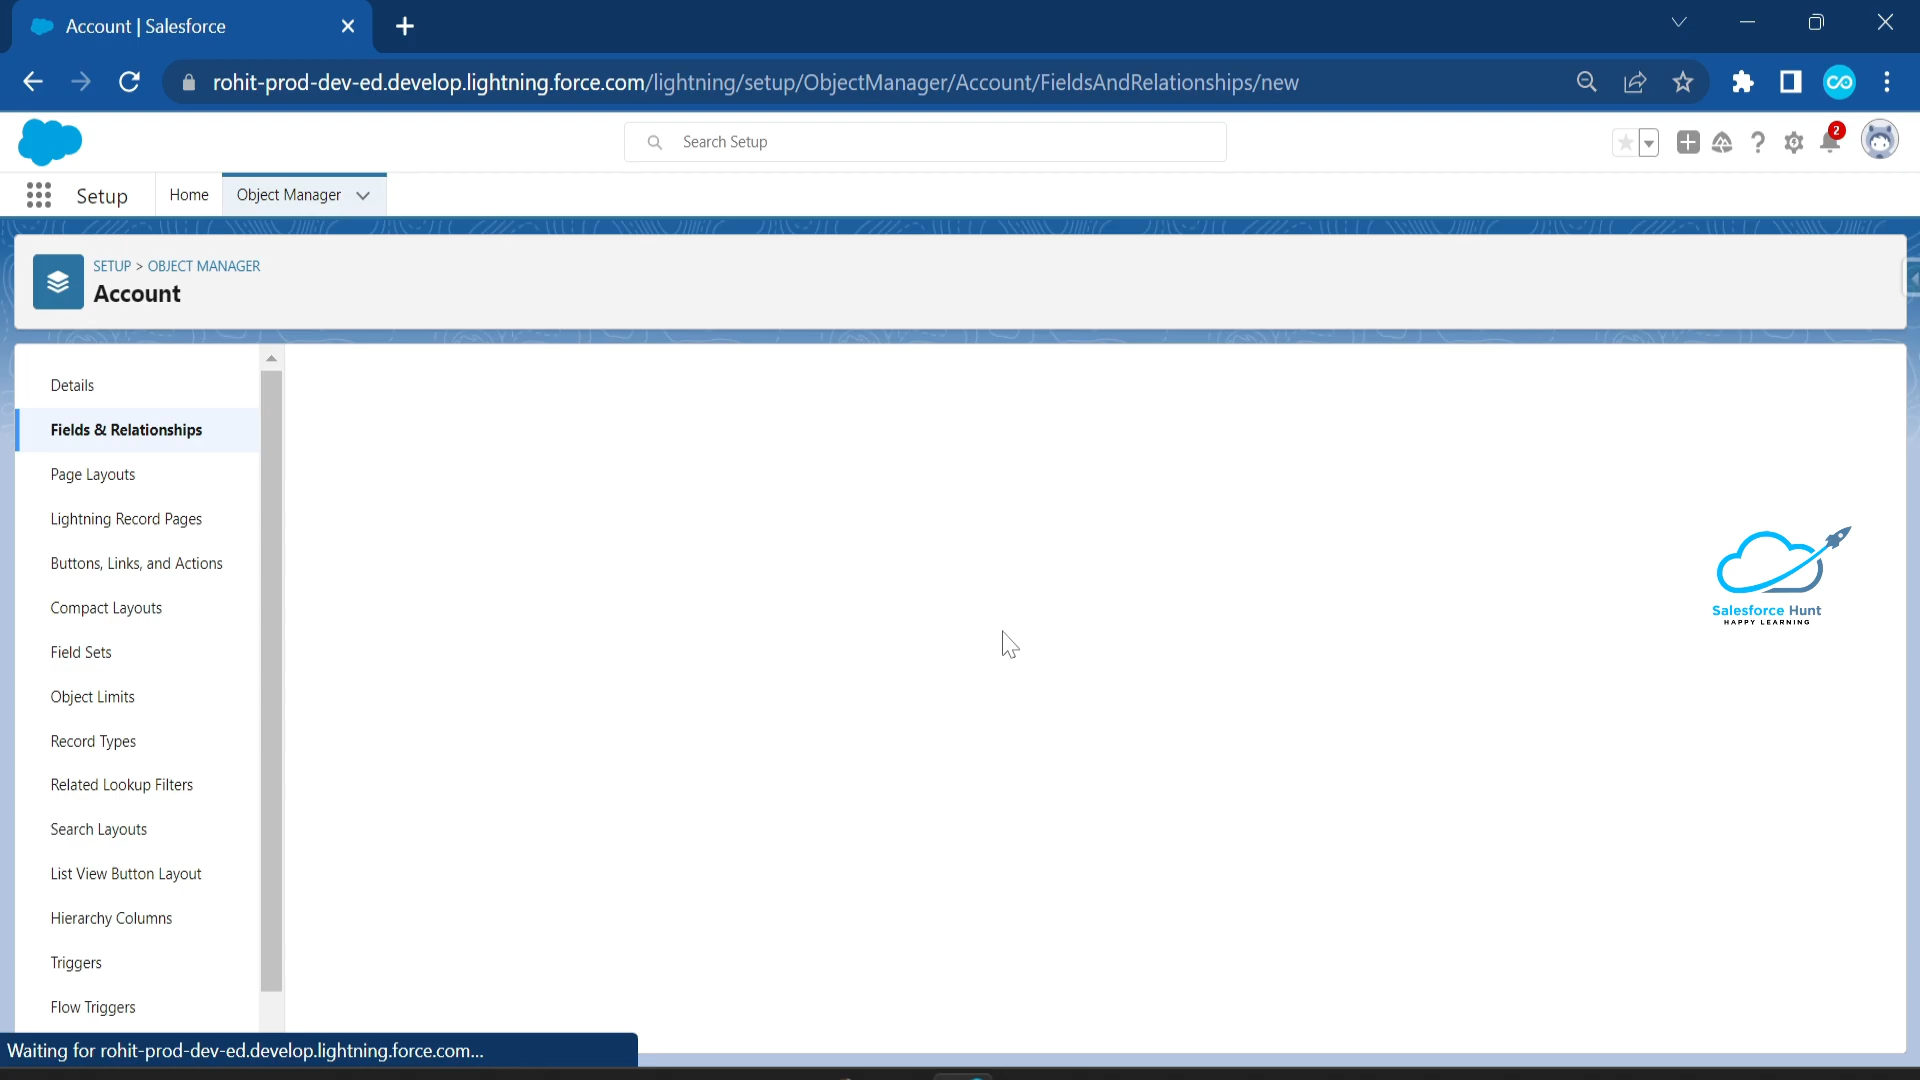 Account | Salesforce
rohit-prod-dev-ed.develop.lightning.force.com/lightning/setup/ObjectManager/Account/FieldsAndRelationships/new
Search Setup
2
Setup
Home
Object Manager
SETUP > OBJECT MANAGER
Account
Details
Fields & Relationships
Page Layouts
Lightning Record Pages
Buttons, Links, and Actions
Compact Layouts
Field Sets
Object Limits
Record Types
Related Lookup Filters
Search Layouts
List View Button Layout
Hierarchy Columns
Triggers
Flow Triggers
Salesforce Hunt
HAPPY LEARNING
Waiting for rohit-prod-dev-ed.develop.lightning.force.com...